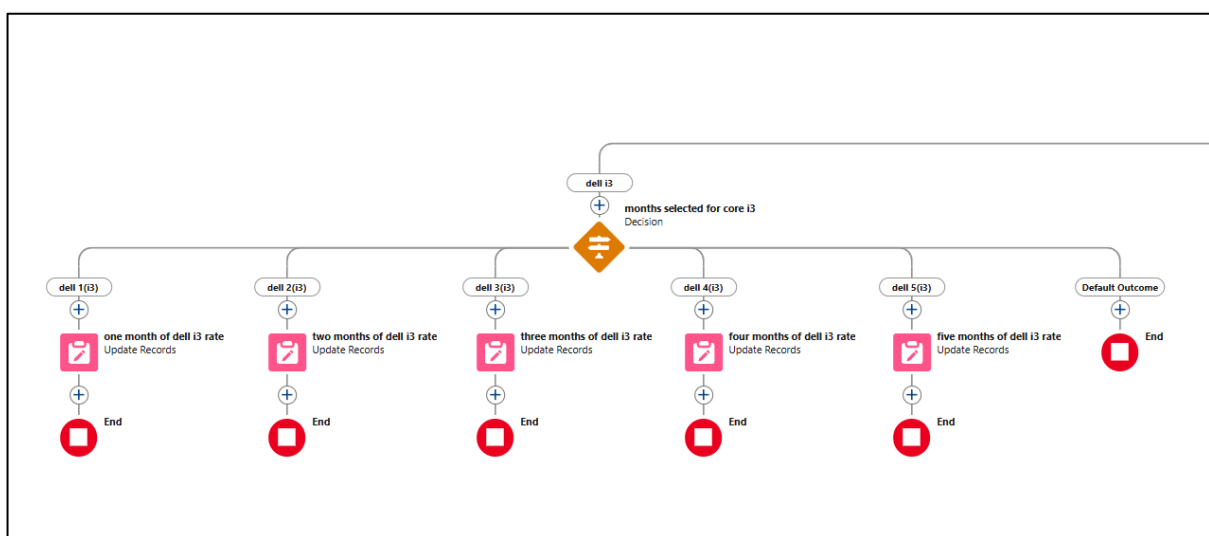 dell i3
months selected for core i3
Decision
dell 1(i3)
dell 2(i3)
dell 3(i3)
dell 4(i3)
dell 5(i3)
Default Outcome
one month of dell i3 rate
Update Records
two months of dell i3 rate
Update Records
three months of dell i3 rate
Update Records
four months of dell i3 rate
Update Records
five months of dell i3 rate
Update Records
End
End
End
End
End
End